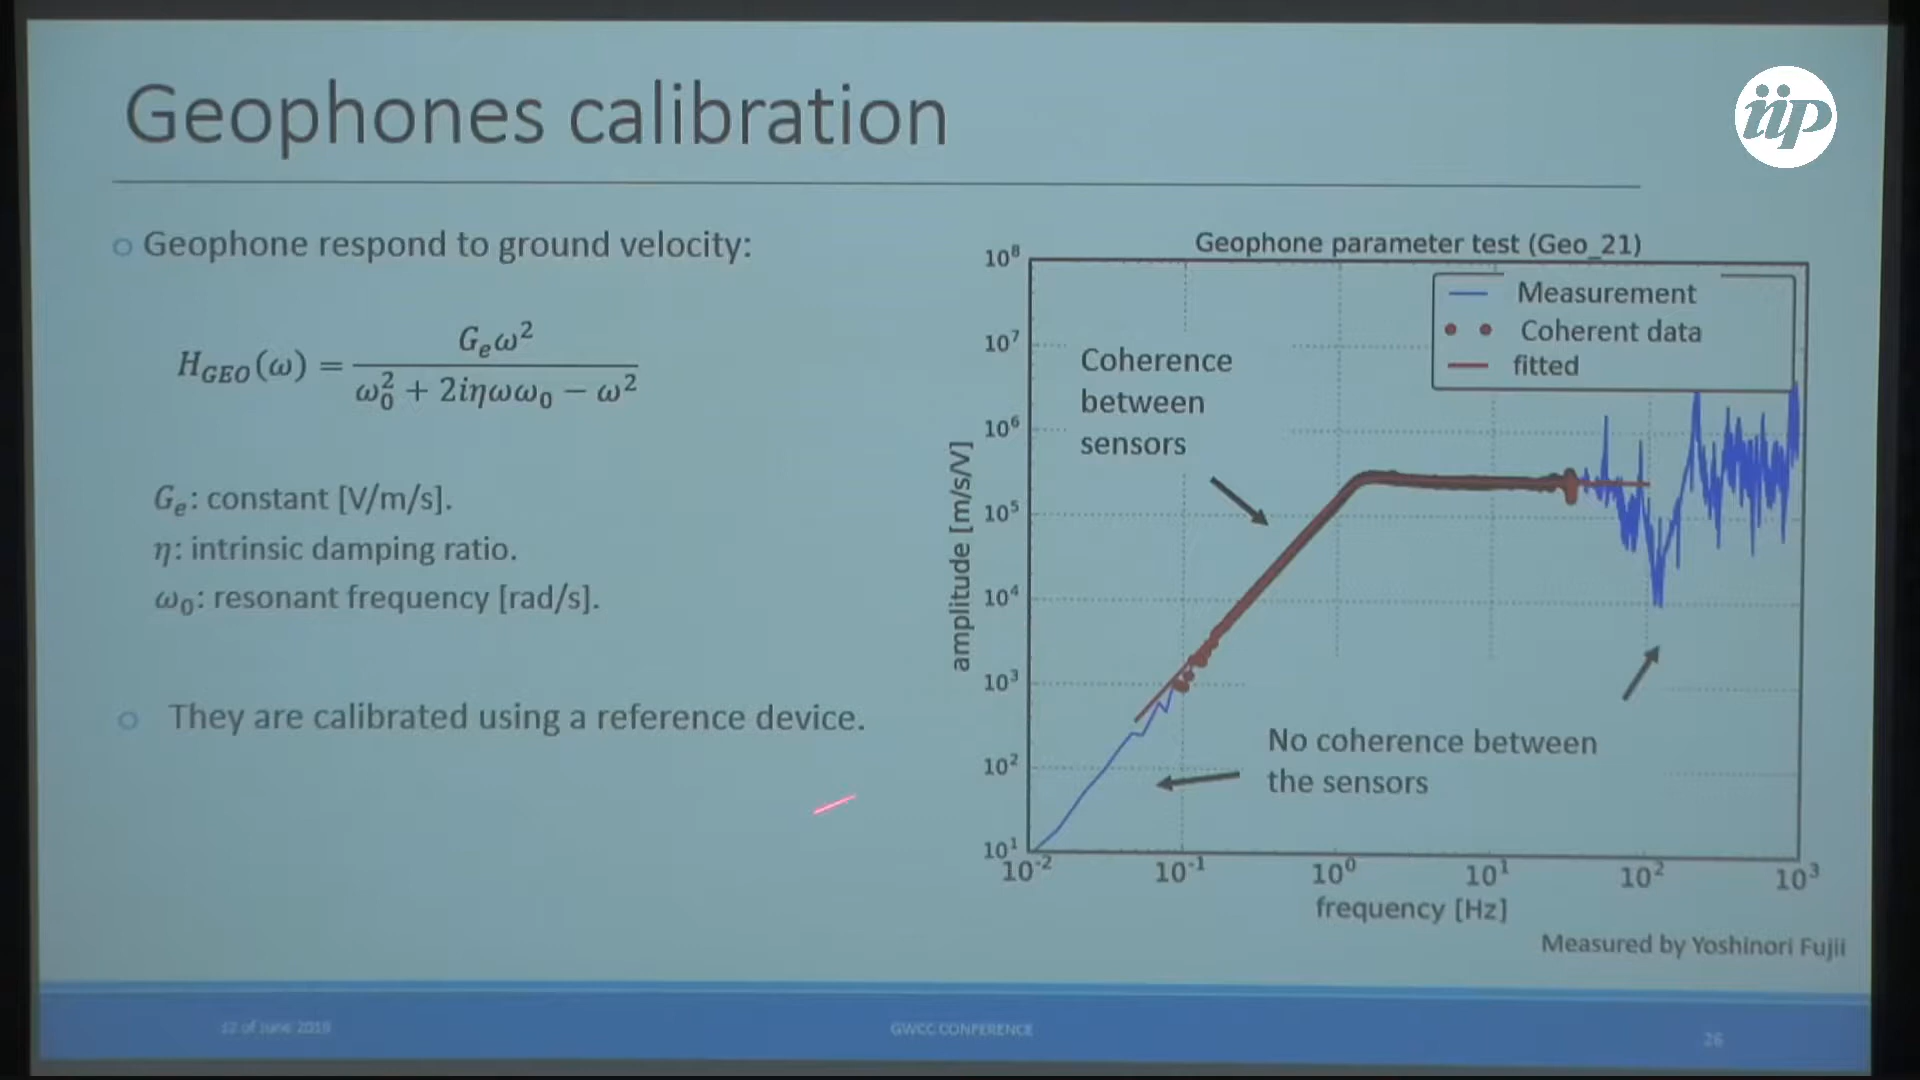 Geophones calibration
iip
Geophone respond to ground velocity:
H_GEO(ω) = G_e ω² / (ω₀² + 2iηωω₀ − ω²)
G_e: constant [V/m/s].
η: intrinsic damping ratio.
ω₀: resonant frequency [rad/s].
They are calibrated using a reference device.
Geophone parameter test (Geo_21)
Measurement
Coherent data
fitted
Coherence
between
sensors
No coherence between
the sensors
amplitude [m/s/V]
10⁸
10⁷
10⁶
10⁵
10⁴
10³
10²
10¹
10⁻² 10⁻¹ 10⁰ 10¹ 10² 10³
frequency [Hz]
Measured by Yoshinori Fujii
12 of June 2019
GWCC CONFERENCE
26